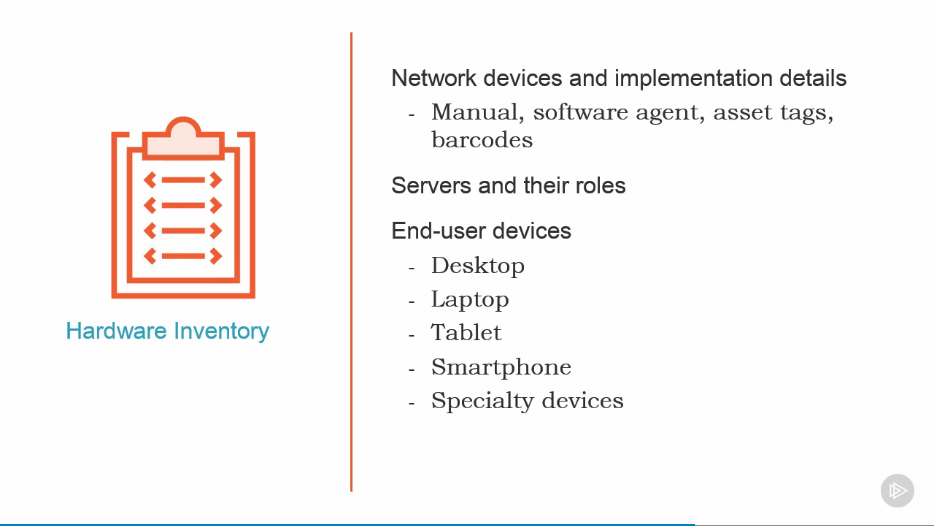 Network devices and implementation details
- Manual, software agent, asset tags,
barcodes
Servers and their roles
End-user devices
- Desktop
- Laptop
- Tablet
- Smartphone
- Specialty devices
Hardware Inventory